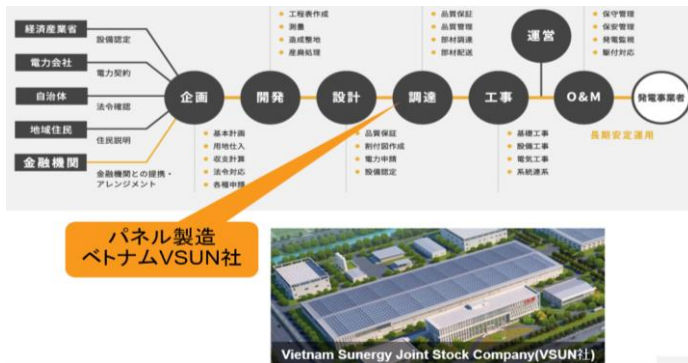 経済産業省
設備認定
電力会社
電力契約
自治体
法令確認
地域住民
住民説明
金融機関
金融機関との提携・
アレンジメント
企画
• 基本計画
• 用地仕入
• 収支計算
• 法令対応
• 各種申請
• 工程表作成
• 測量
• 造成整地
• 産廃処理
開発
設計
• 品質保証
• 割付図作成
• 電力申請
• 設備認定
• 品質保証
• 品質管理
• 部材調達
• 部材配送
調達
工事
• 基礎工事
• 設備工事
• 電気工事
• 系統連系
運営
• 保守管理
• 保安管理
• 発電監視
• 駆付対応
O&M
発電事業者
長期安定運用
パネル製造
ベトナムVSUN社
Vietnam Sunergy Joint Stock Company(VSUN社)